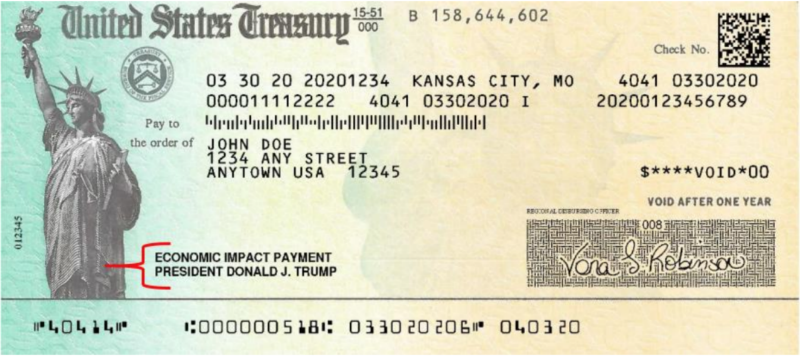 United States Treasury 15-51 000 B 158,644,602
Check No.
03 30 20 20201234 KANSAS CITY, MO 4041 03302020
000011112222 4041 03302020 I 20200123456789
Pay to
the order of
JOHN DOE
1234 ANY STREET
ANYTOWN USA 12345
$****VOID*00
VOID AFTER ONE YEAR
REGIONAL DISBURSING OFFICER
008
Vona S. Robinson
012345
ECONOMIC IMPACT PAYMENT
PRESIDENT DONALD J. TRUMP
⑈40414⑈ ⑆000000518⑆ 033020206⑈ 040320